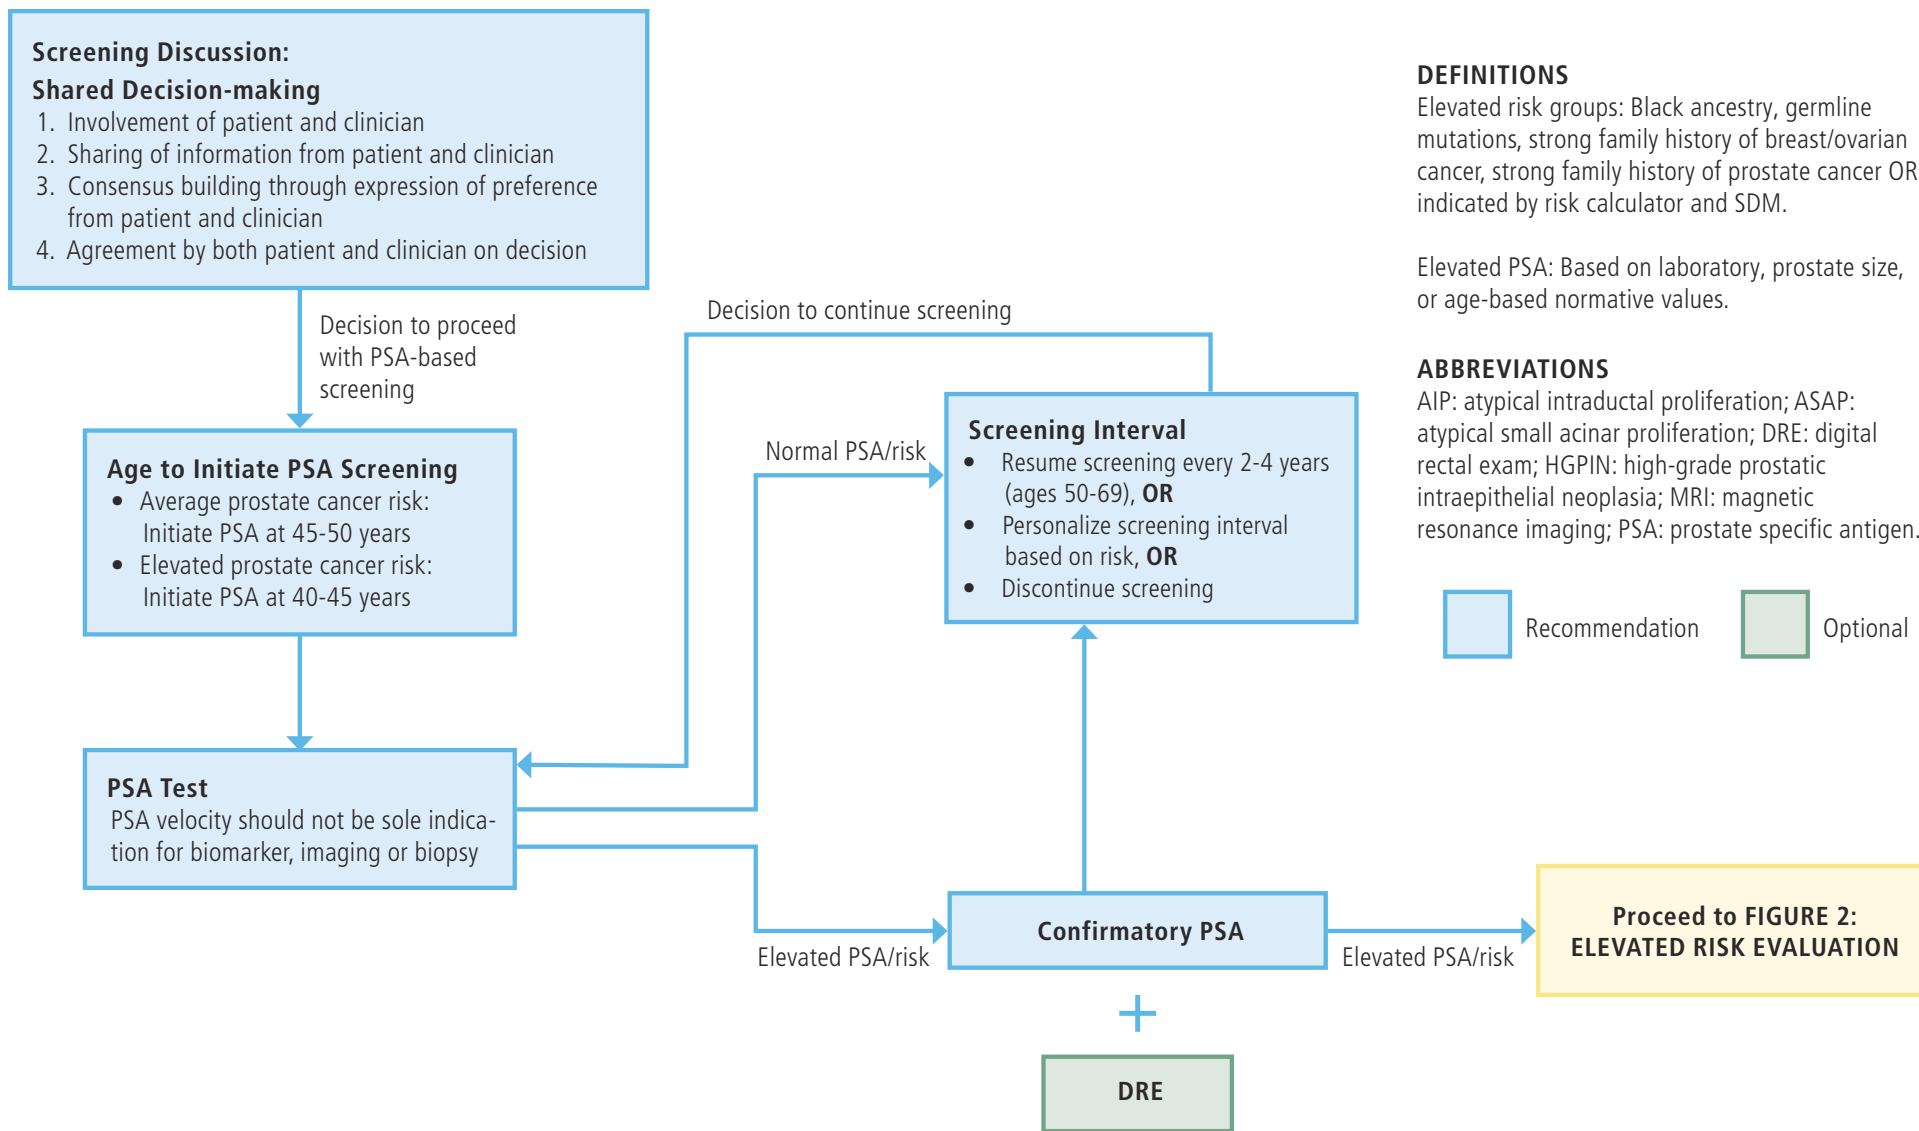 Screening Discussion:
Shared Decision-making
1. Involvement of patient and clinician
2. Sharing of information from patient and clinician
3. Consensus building through expression of preference
from patient and clinician
4. Agreement by both patient and clinician on decision
Decision to proceed
with PSA-based
screening
Age to Initiate PSA Screening
• Average prostate cancer risk:
Initiate PSA at 45-50 years
• Elevated prostate cancer risk:
Initiate PSA at 40-45 years
PSA Test
PSA velocity should not be sole indica-
tion for biomarker, imaging or biopsy
Decision to continue screening
Normal PSA/risk
Screening Interval
• Resume screening every 2-4 years
(ages 50-69), OR
• Personalize screening interval
based on risk, OR
• Discontinue screening
Elevated PSA/risk
Confirmatory PSA
+
DRE
Elevated PSA/risk
Proceed to FIGURE 2:
ELEVATED RISK EVALUATION
DEFINITIONS
Elevated risk groups: Black ancestry, germline
mutations, strong family history of breast/ovarian
cancer, strong family history of prostate cancer OR
indicated by risk calculator and SDM.
Elevated PSA: Based on laboratory, prostate size,
or age-based normative values.
ABBREVIATIONS
AIP: atypical intraductal proliferation; ASAP:
atypical small acinar proliferation; DRE: digital
rectal exam; HGPIN: high-grade prostatic
intraepithelial neoplasia; MRI: magnetic
resonance imaging; PSA: prostate specific antigen.
Recommendation
Optional